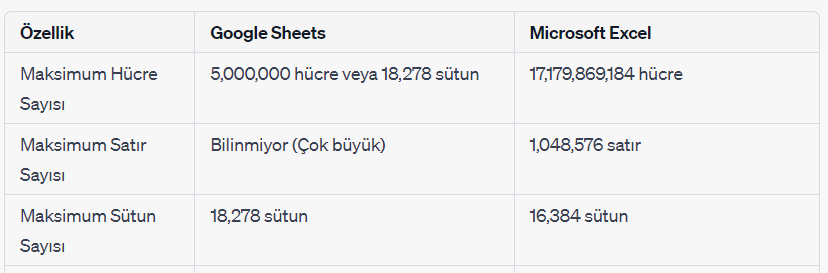 Özellik Google Sheets Microsoft Excel
Maksimum Hücre 5,000,000 hücre veya 18,278 sütun 17,179,869,184 hücre
Sayısı
Maksimum Satır Bilinmiyor (Çok büyük) 1,048,576 satır
Sayısı
Maksimum Sütun 18,278 sütun 16,384 sütun
Sayısı